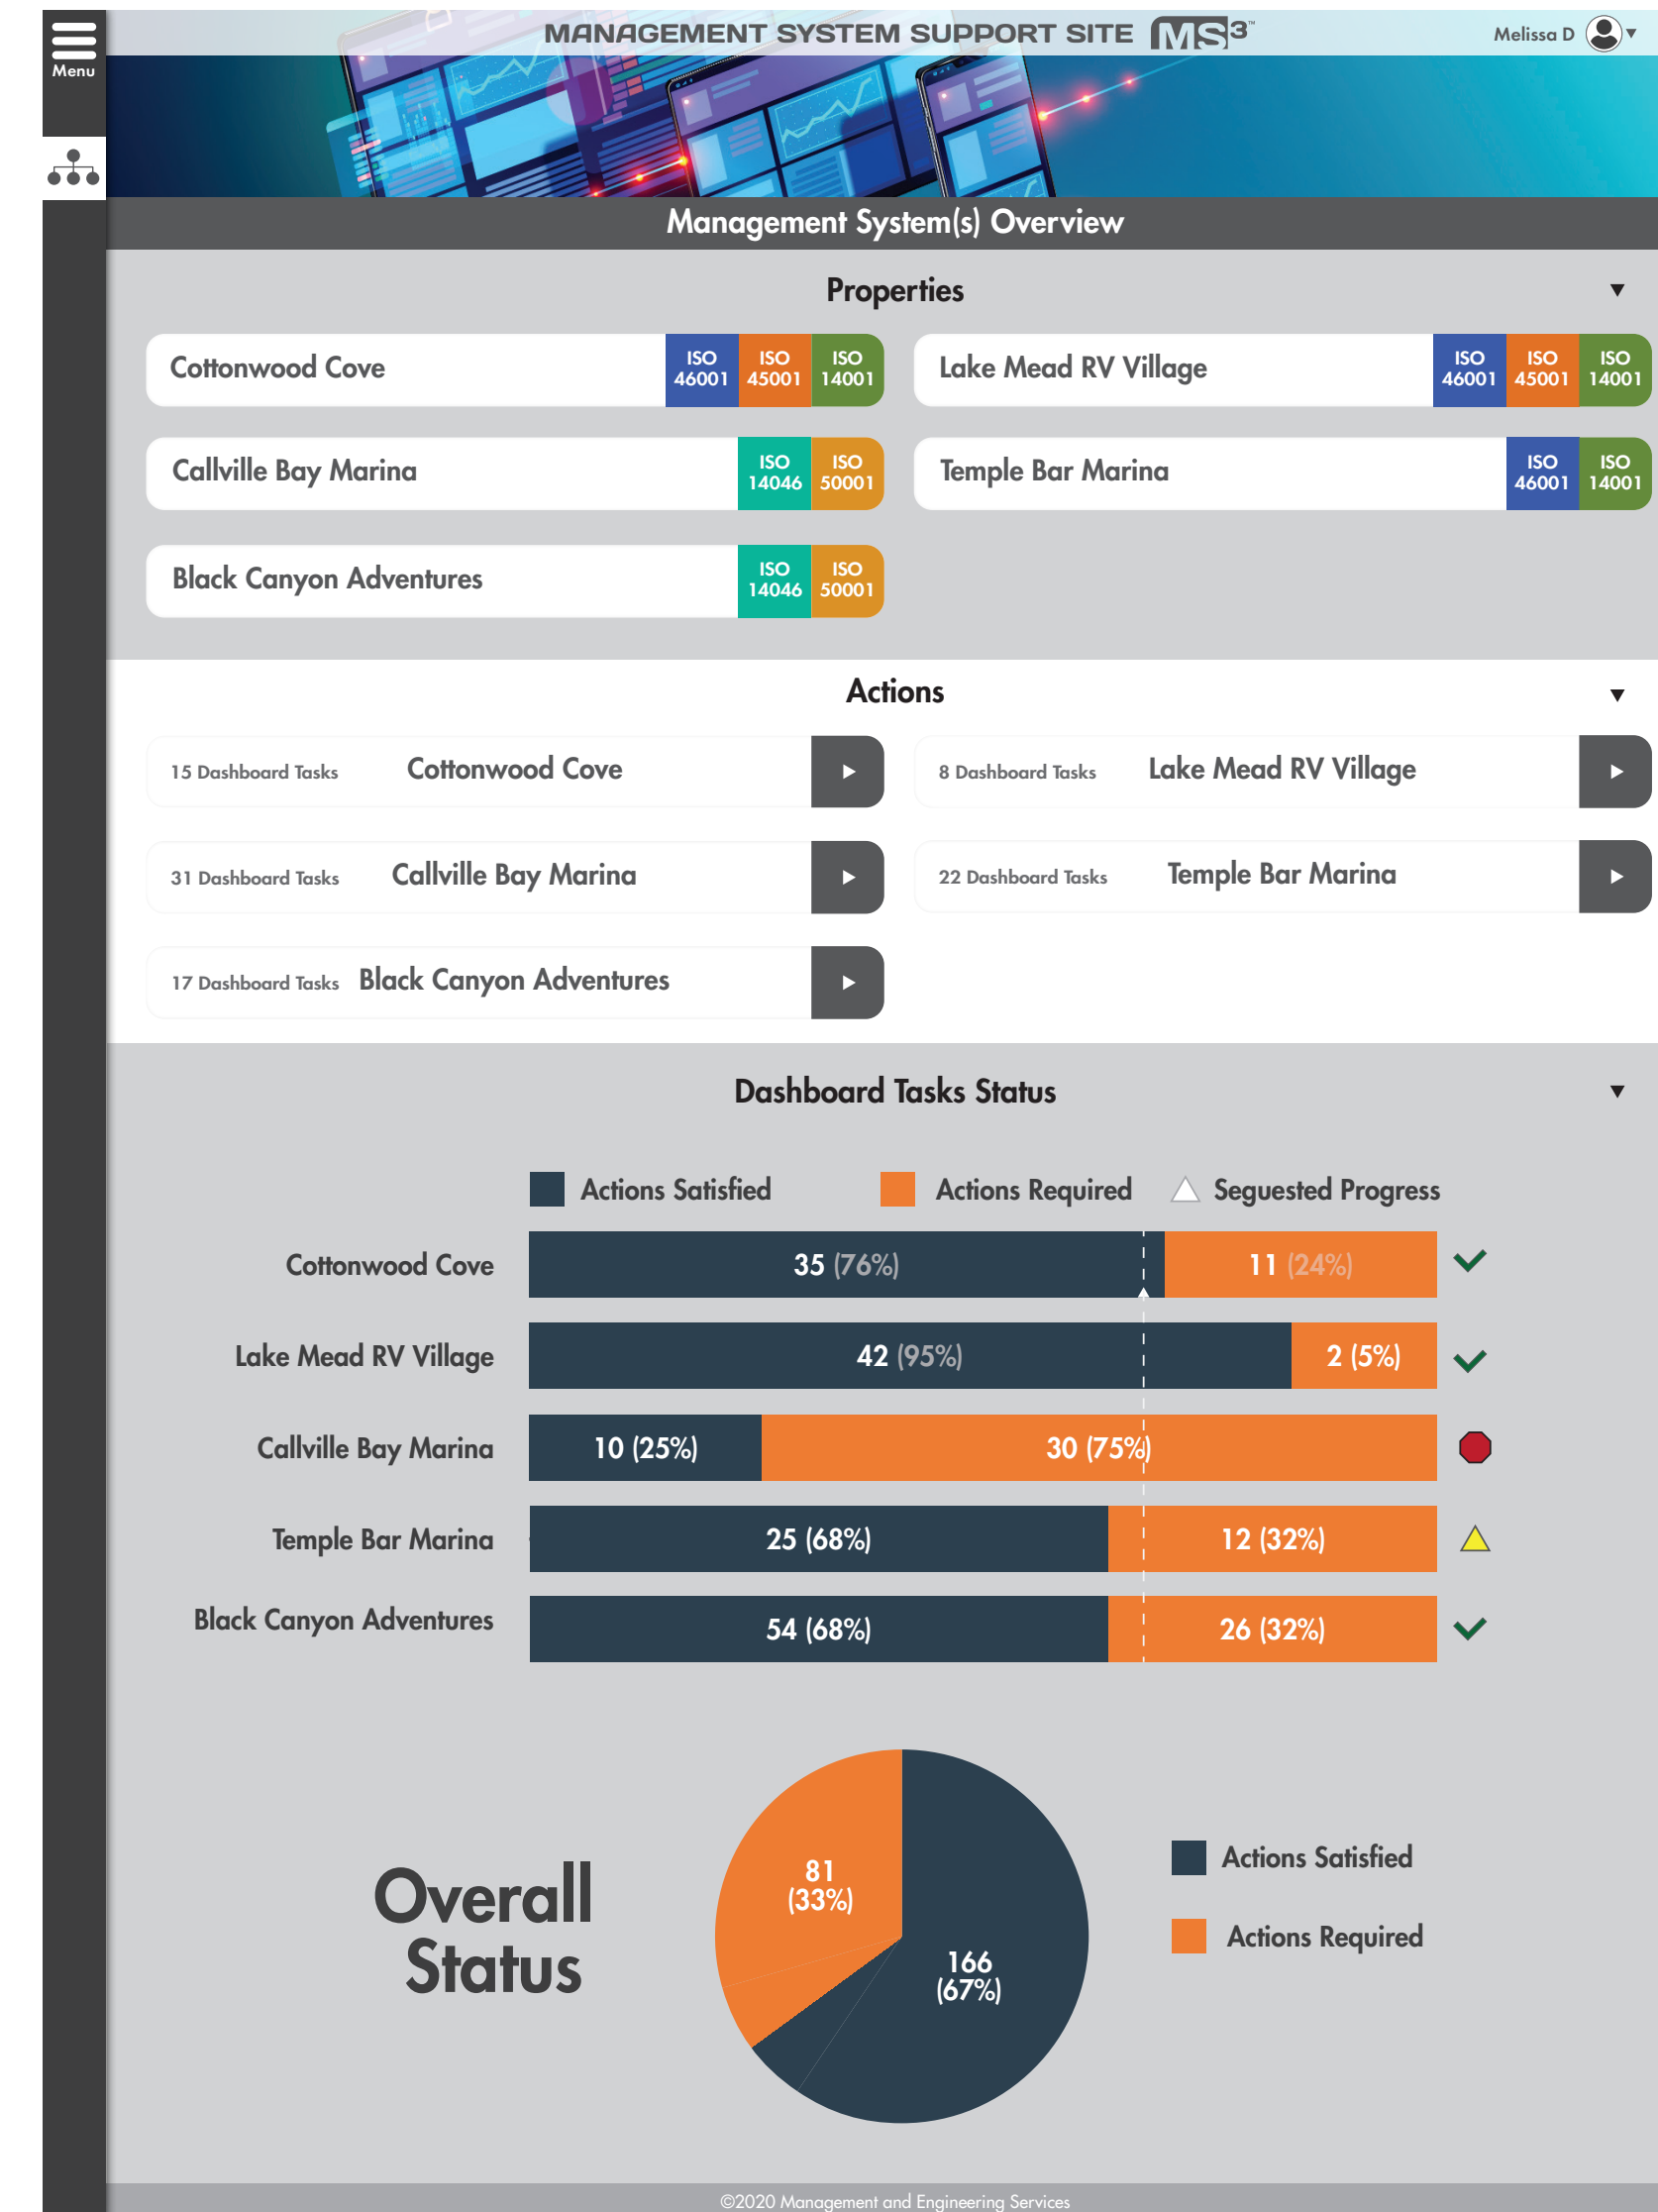 MANAGEMENT SYSTEM SUPPORT SITE MS3™
Melissa D
Menu
Management System(s) Overview
Properties
Cottonwood Cove
ISO 46001
ISO 45001
ISO 14001
Lake Mead RV Village
ISO 46001
ISO 45001
ISO 14001
Callville Bay Marina
ISO 14046
ISO 50001
Temple Bar Marina
ISO 46001
ISO 14001
Black Canyon Adventures
ISO 14046
ISO 50001
Actions
15 Dashboard Tasks Cottonwood Cove
8 Dashboard Tasks Lake Mead RV Village
31 Dashboard Tasks Callville Bay Marina
22 Dashboard Tasks Temple Bar Marina
17 Dashboard Tasks Black Canyon Adventures
Dashboard Tasks Status
Actions Satisfied
Actions Required
Seguested Progress
Cottonwood Cove 35 (76%) 11 (24%)
Lake Mead RV Village 42 (95%) 2 (5%)
Callville Bay Marina 10 (25%) 30 (75%)
Temple Bar Marina 25 (68%) 12 (32%)
Black Canyon Adventures 54 (68%) 26 (32%)
Overall
Status
81
(33%)
166
(67%)
Actions Satisfied
Actions Required
©2020 Management and Engineering Services